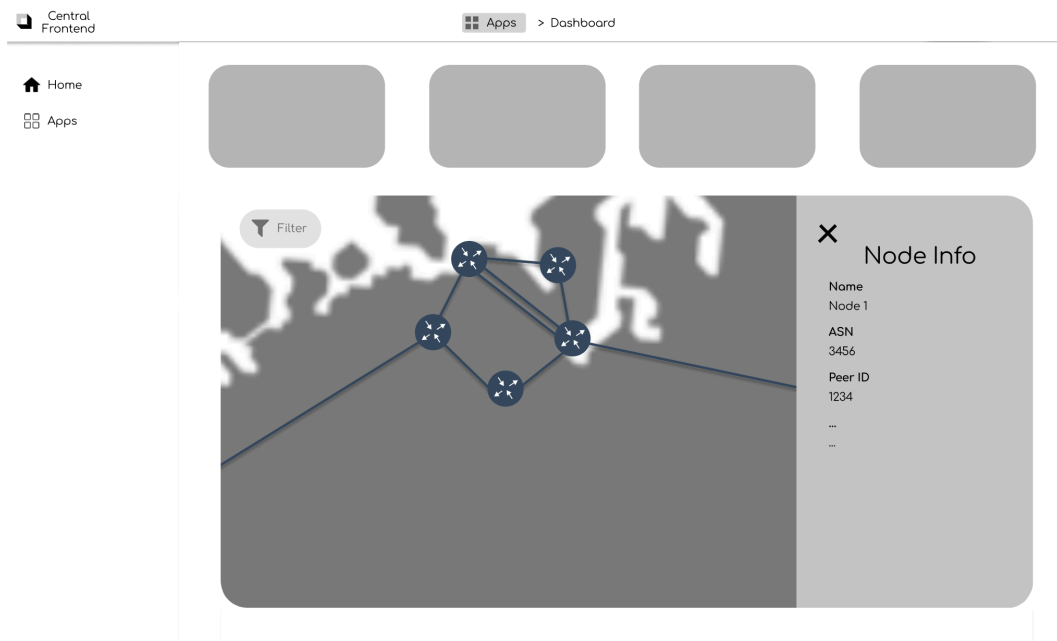 Central
Frontend
Apps > Dashboard
Home
Apps
Filter
Node Info
Name
Node 1
ASN
3456
Peer ID
1234
...
...